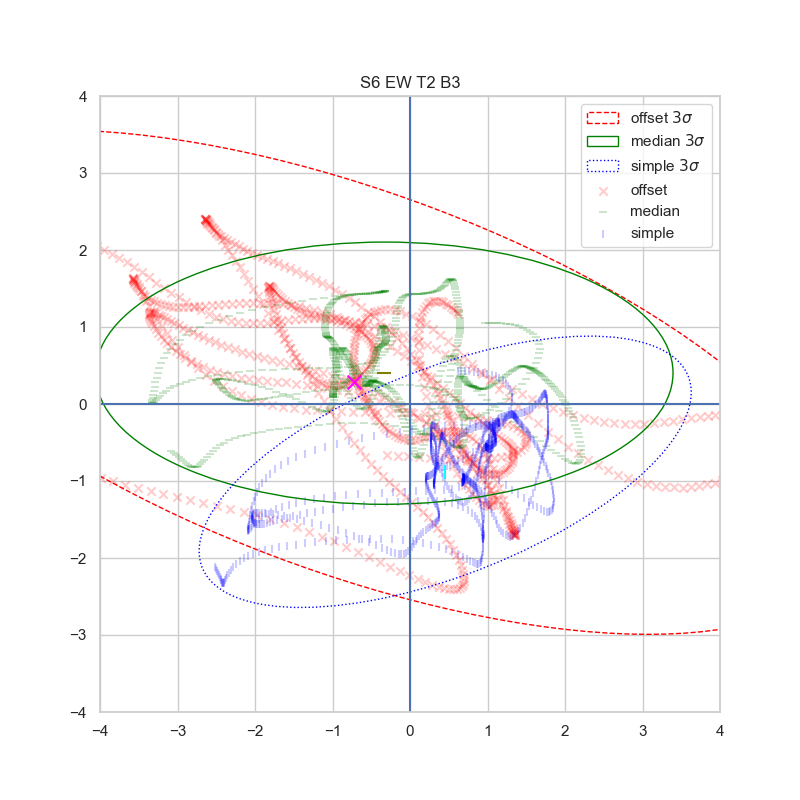 S6 EW T2 B3
offset 3σ
median 3σ
simple 3σ
offset
median
simple
4
3
2
1
0
−1
−2
−3
−4
−4 −3 −2 −1 0 1 2 3 4